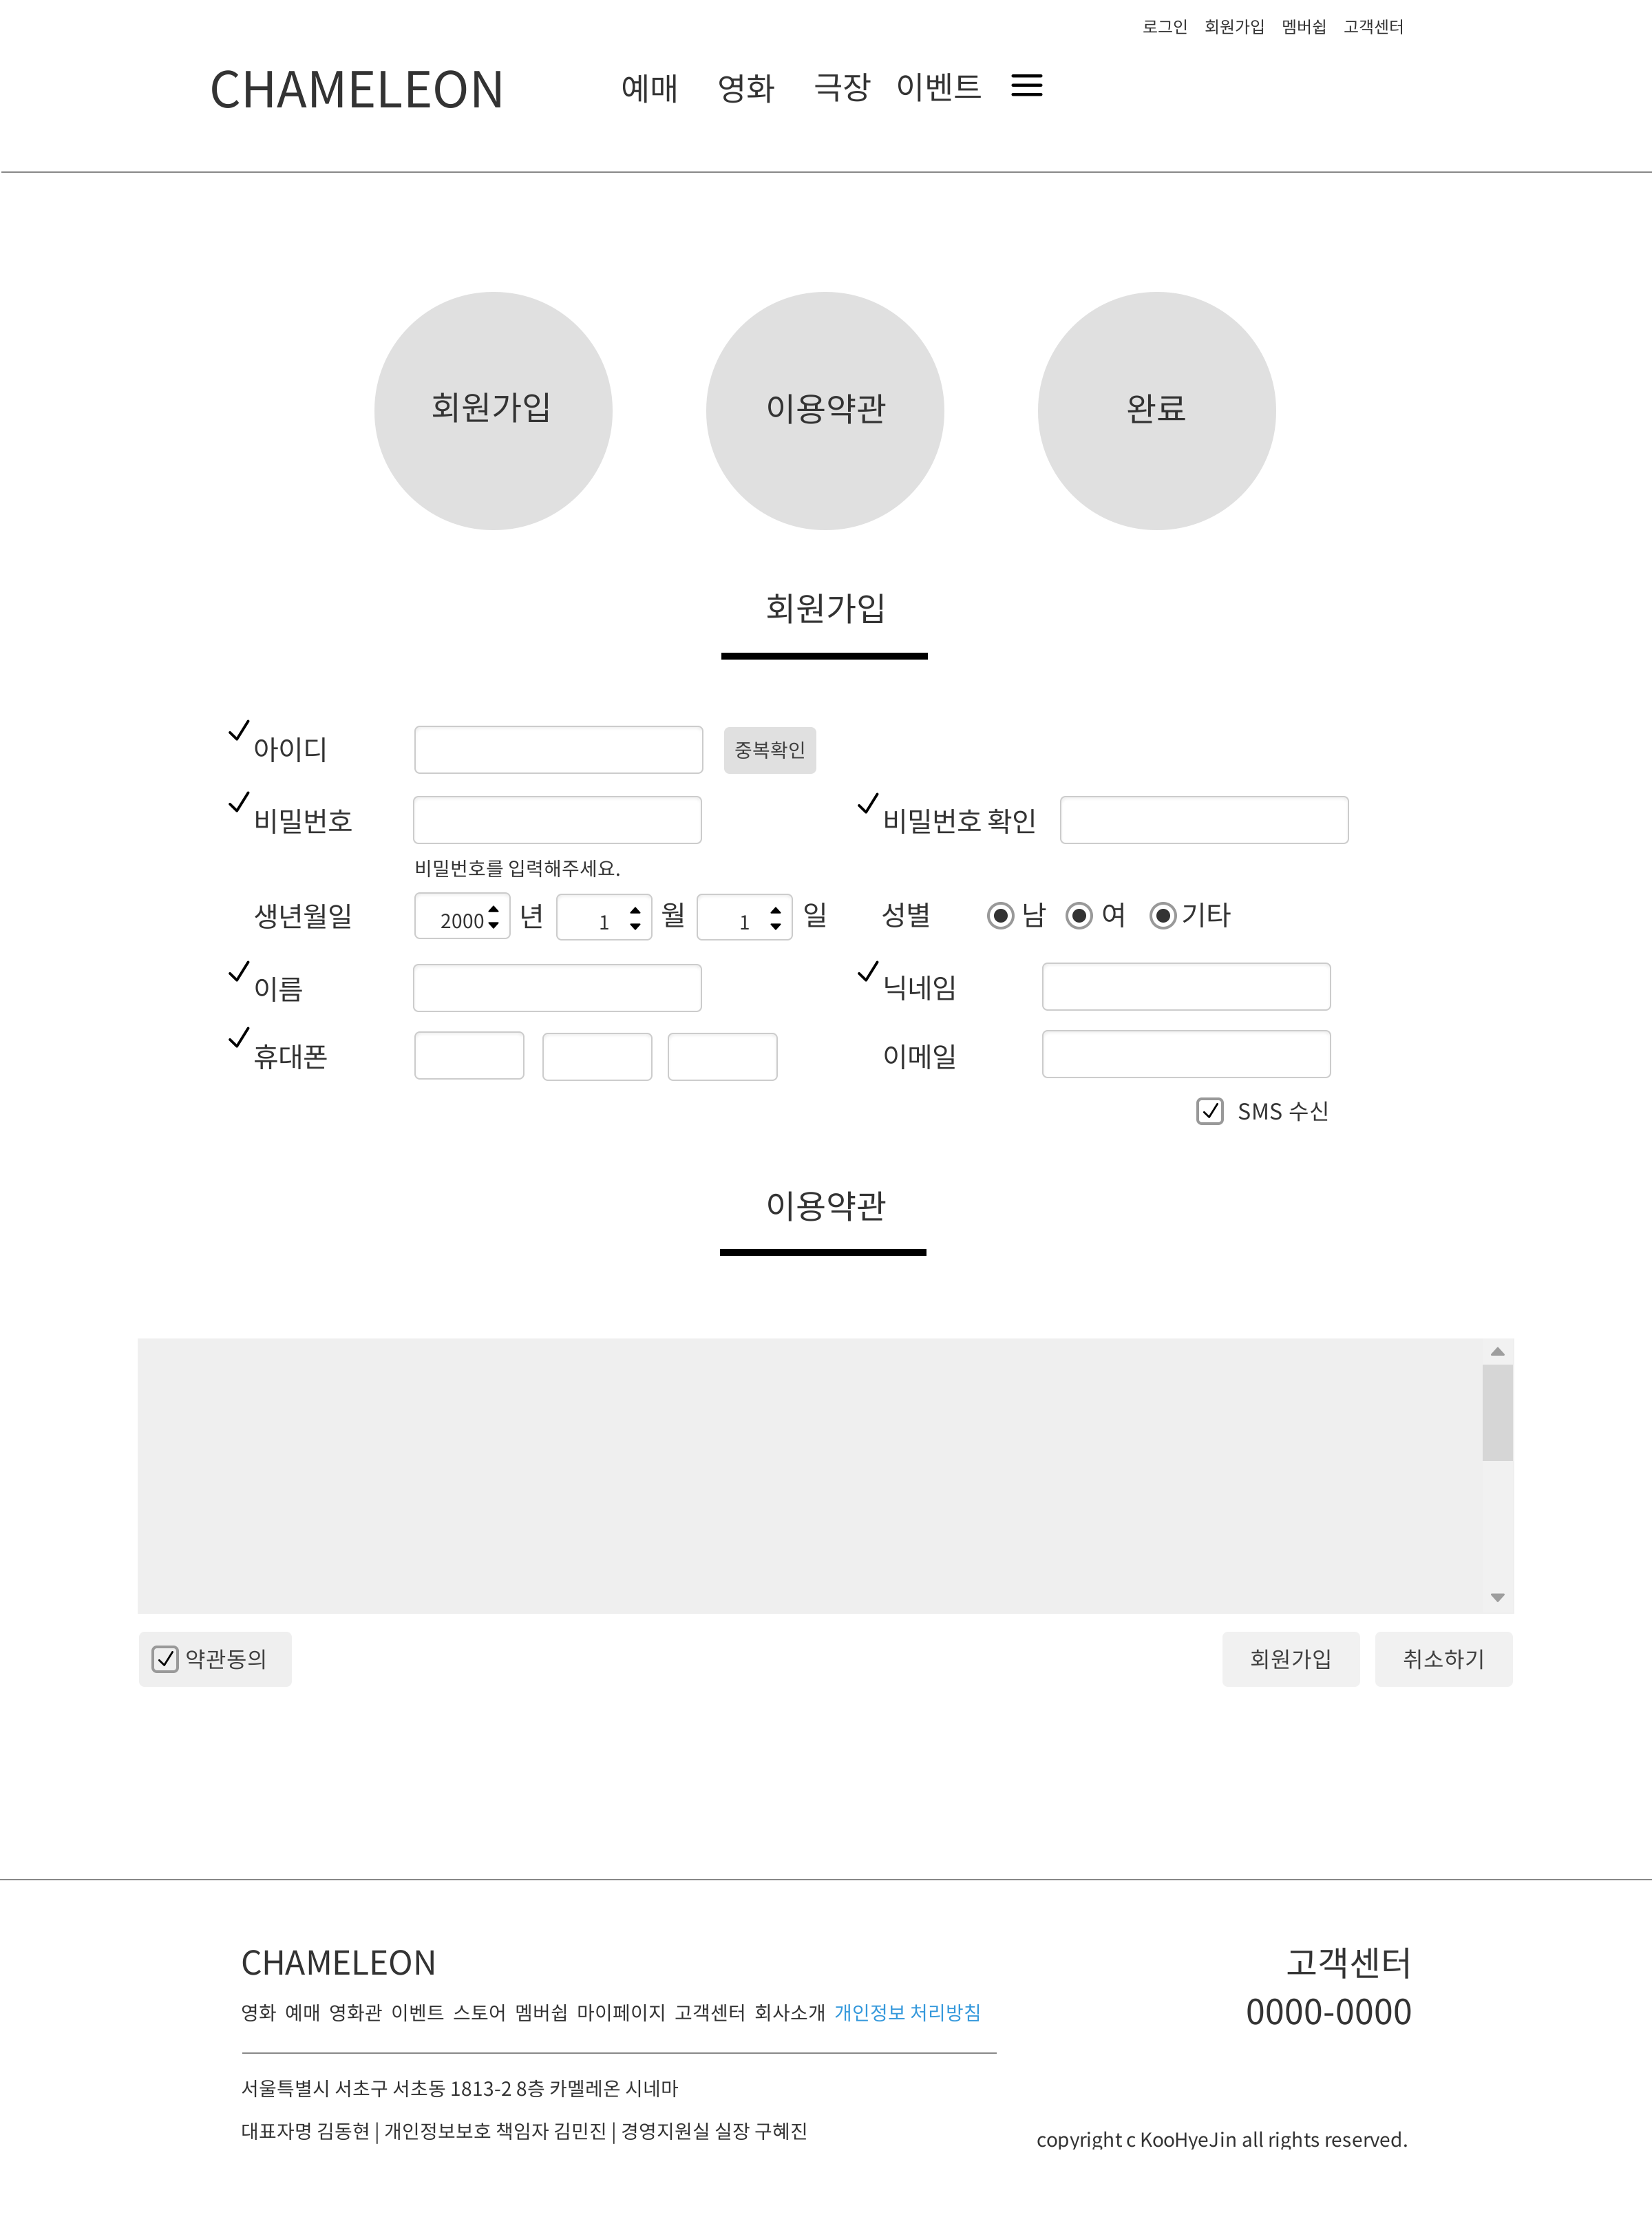 로그인 회원가입 멤버쉽 고객센터
CHAMELEON 예매 영화 극장 이벤트
회원가입 이용약관 완료
회원가입
아이디 중복확인
비밀번호 비밀번호 확인
비밀번호를 입력해주세요.
생년월일 2000 년 1 월 1 일 성별 남 여 기타
이름 닉네임
휴대폰 이메일
SMS 수신
이용약관
약관동의 회원가입 취소하기
CHAMELEON 고객센터
영화 예매 영화관 이벤트 스토어 멤버쉽 마이페이지 고객센터 회사소개 개인정보 처리방침 0000-0000
서울특별시 서초구 서초동 1813-2 8층 카멜레온 시네마
대표자명 김동현 | 개인정보보호 책임자 김민진 | 경영지원실 실장 구혜진
copyright c KooHyeJin all rights reserved.